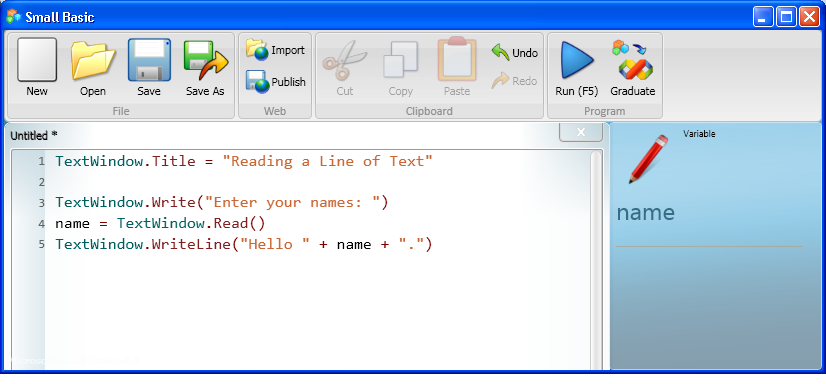 Small Basic
New
Open
Save
Save As
File
Import
Publish
Web
Cut
Copy
Paste
Undo
Redo
Clipboard
Run (F5)
Graduate
Program
Untitled *
x
1 TextWindow.Title = "Reading a Line of Text"
2
3 TextWindow.Write("Enter your names: ")
4 name = TextWindow.Read()
5 TextWindow.WriteLine("Hello " + name + ".")
Variable
name